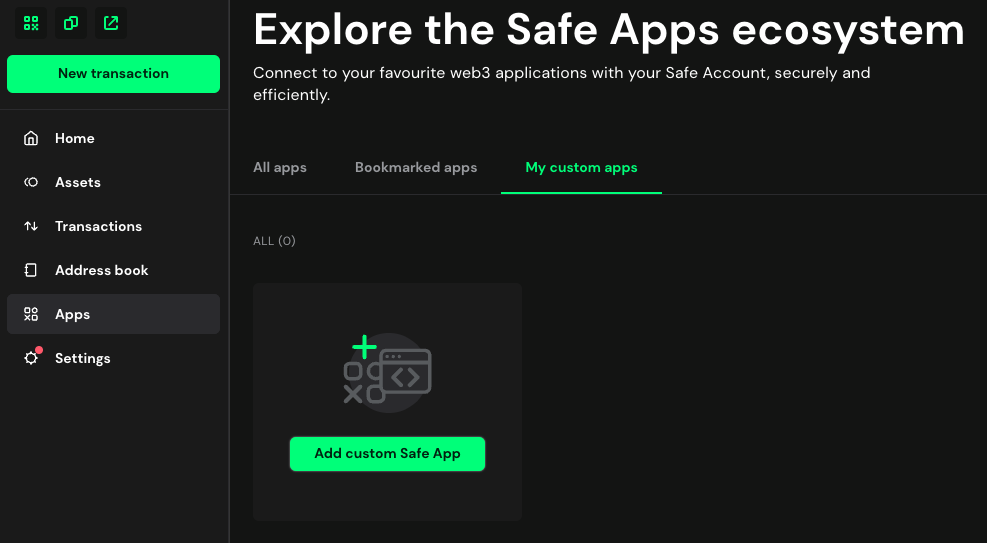 New transaction
Home
Assets
Transactions
Address book
Apps
Settings
Explore the Safe Apps ecosystem
Connect to your favourite web3 applications with your Safe Account, securely and
efficiently.
All apps
Bookmarked apps
My custom apps
ALL (0)
Add custom Safe App